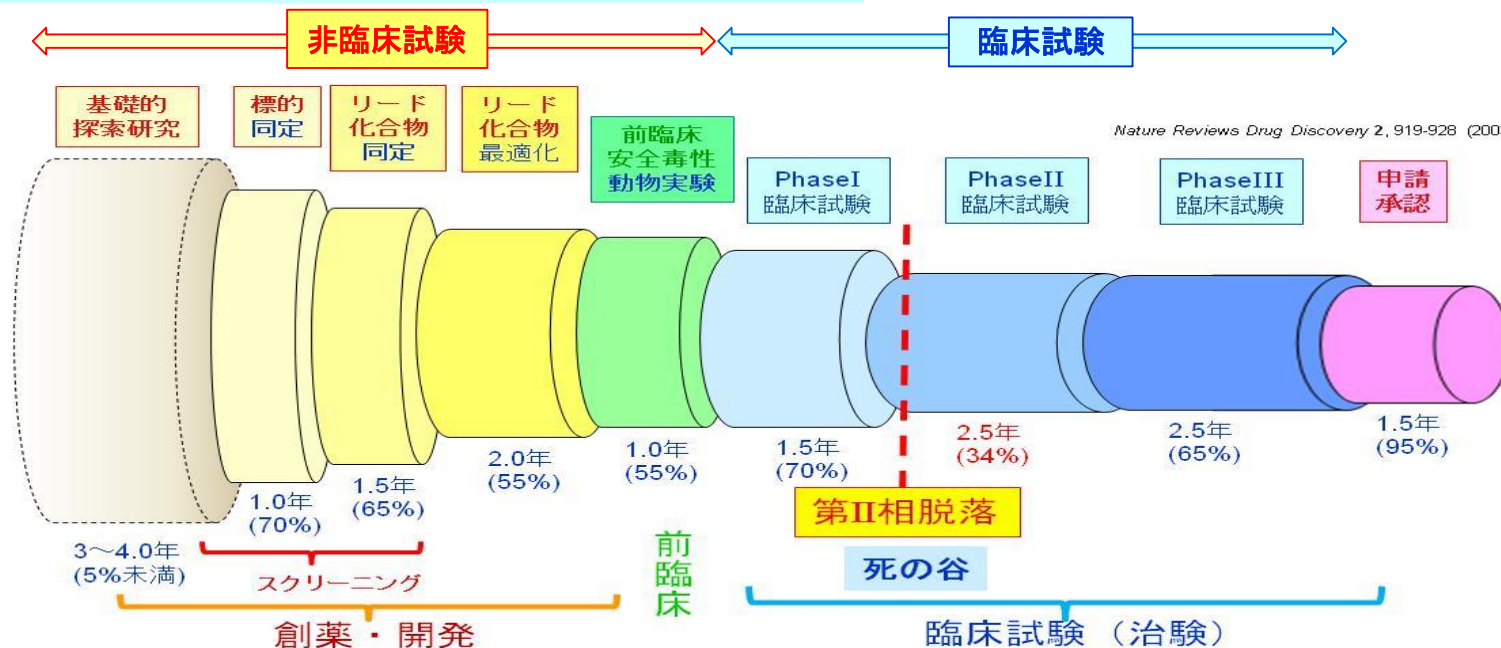 非臨床試験
臨床試験
Nature Reviews Drug Discovery 2, 919-928 (200
基礎的
探索研究
標的
同定
リード
化合物
同定
リード
化合物
最適化
前臨床
安全毒性
動物実験
PhaseI
臨床試験
PhaseII
臨床試験
PhaseIII
臨床試験
申請
承認
3～4.0年
(5%未満)
1.0年
(70%)
1.5年
(65%)
2.0年
(55%)
1.0年
(55%)
1.5年
(70%)
2.5年
(34%)
2.5年
(65%)
1.5年
(95%)
第II相脱落
死の谷
スクリーニング
前臨床
創薬・開発
臨床試験（治験）